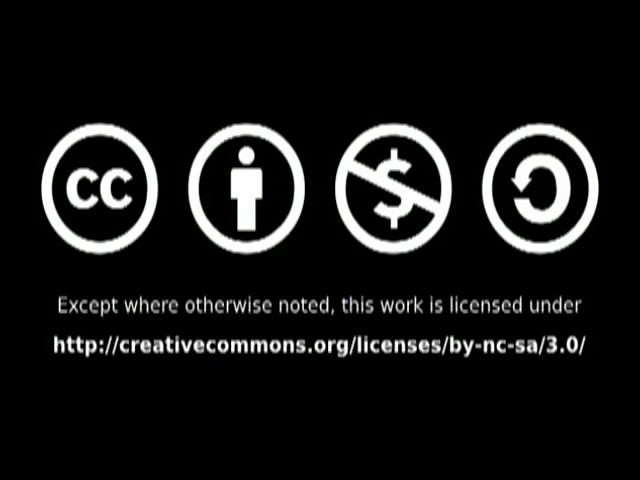 cc
Except where otherwise noted, this work is licensed under
http://creativecommons.org/licenses/by-nc-sa/3.0/